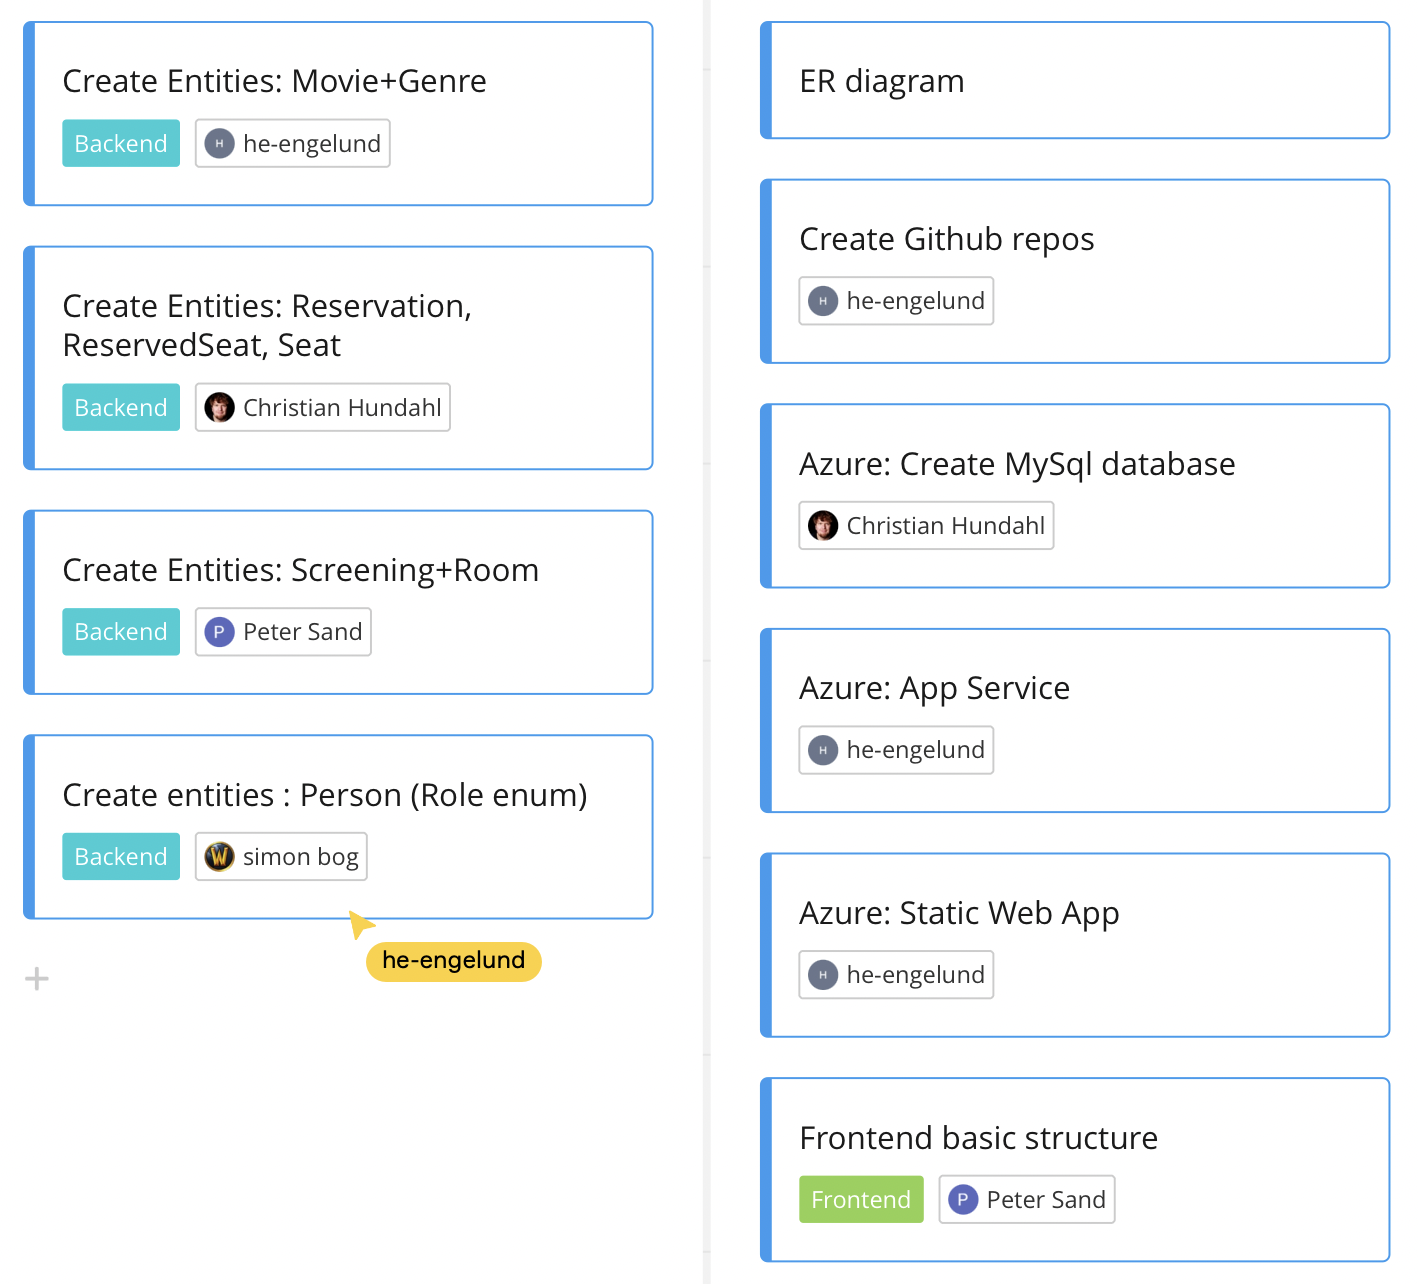 Create Entities: Movie+Genre
Backend
H he-engelund
Create Entities: Reservation,
ReservedSeat, Seat
Backend
Christian Hundahl
Create Entities: Screening+Room
Backend
P Peter Sand
Create entities : Person (Role enum)
Backend
W simon bog
he-engelund
ER diagram
Create Github repos
H he-engelund
Azure: Create MySql database
Christian Hundahl
Azure: App Service
H he-engelund
Azure: Static Web App
H he-engelund
Frontend basic structure
Frontend
P Peter Sand